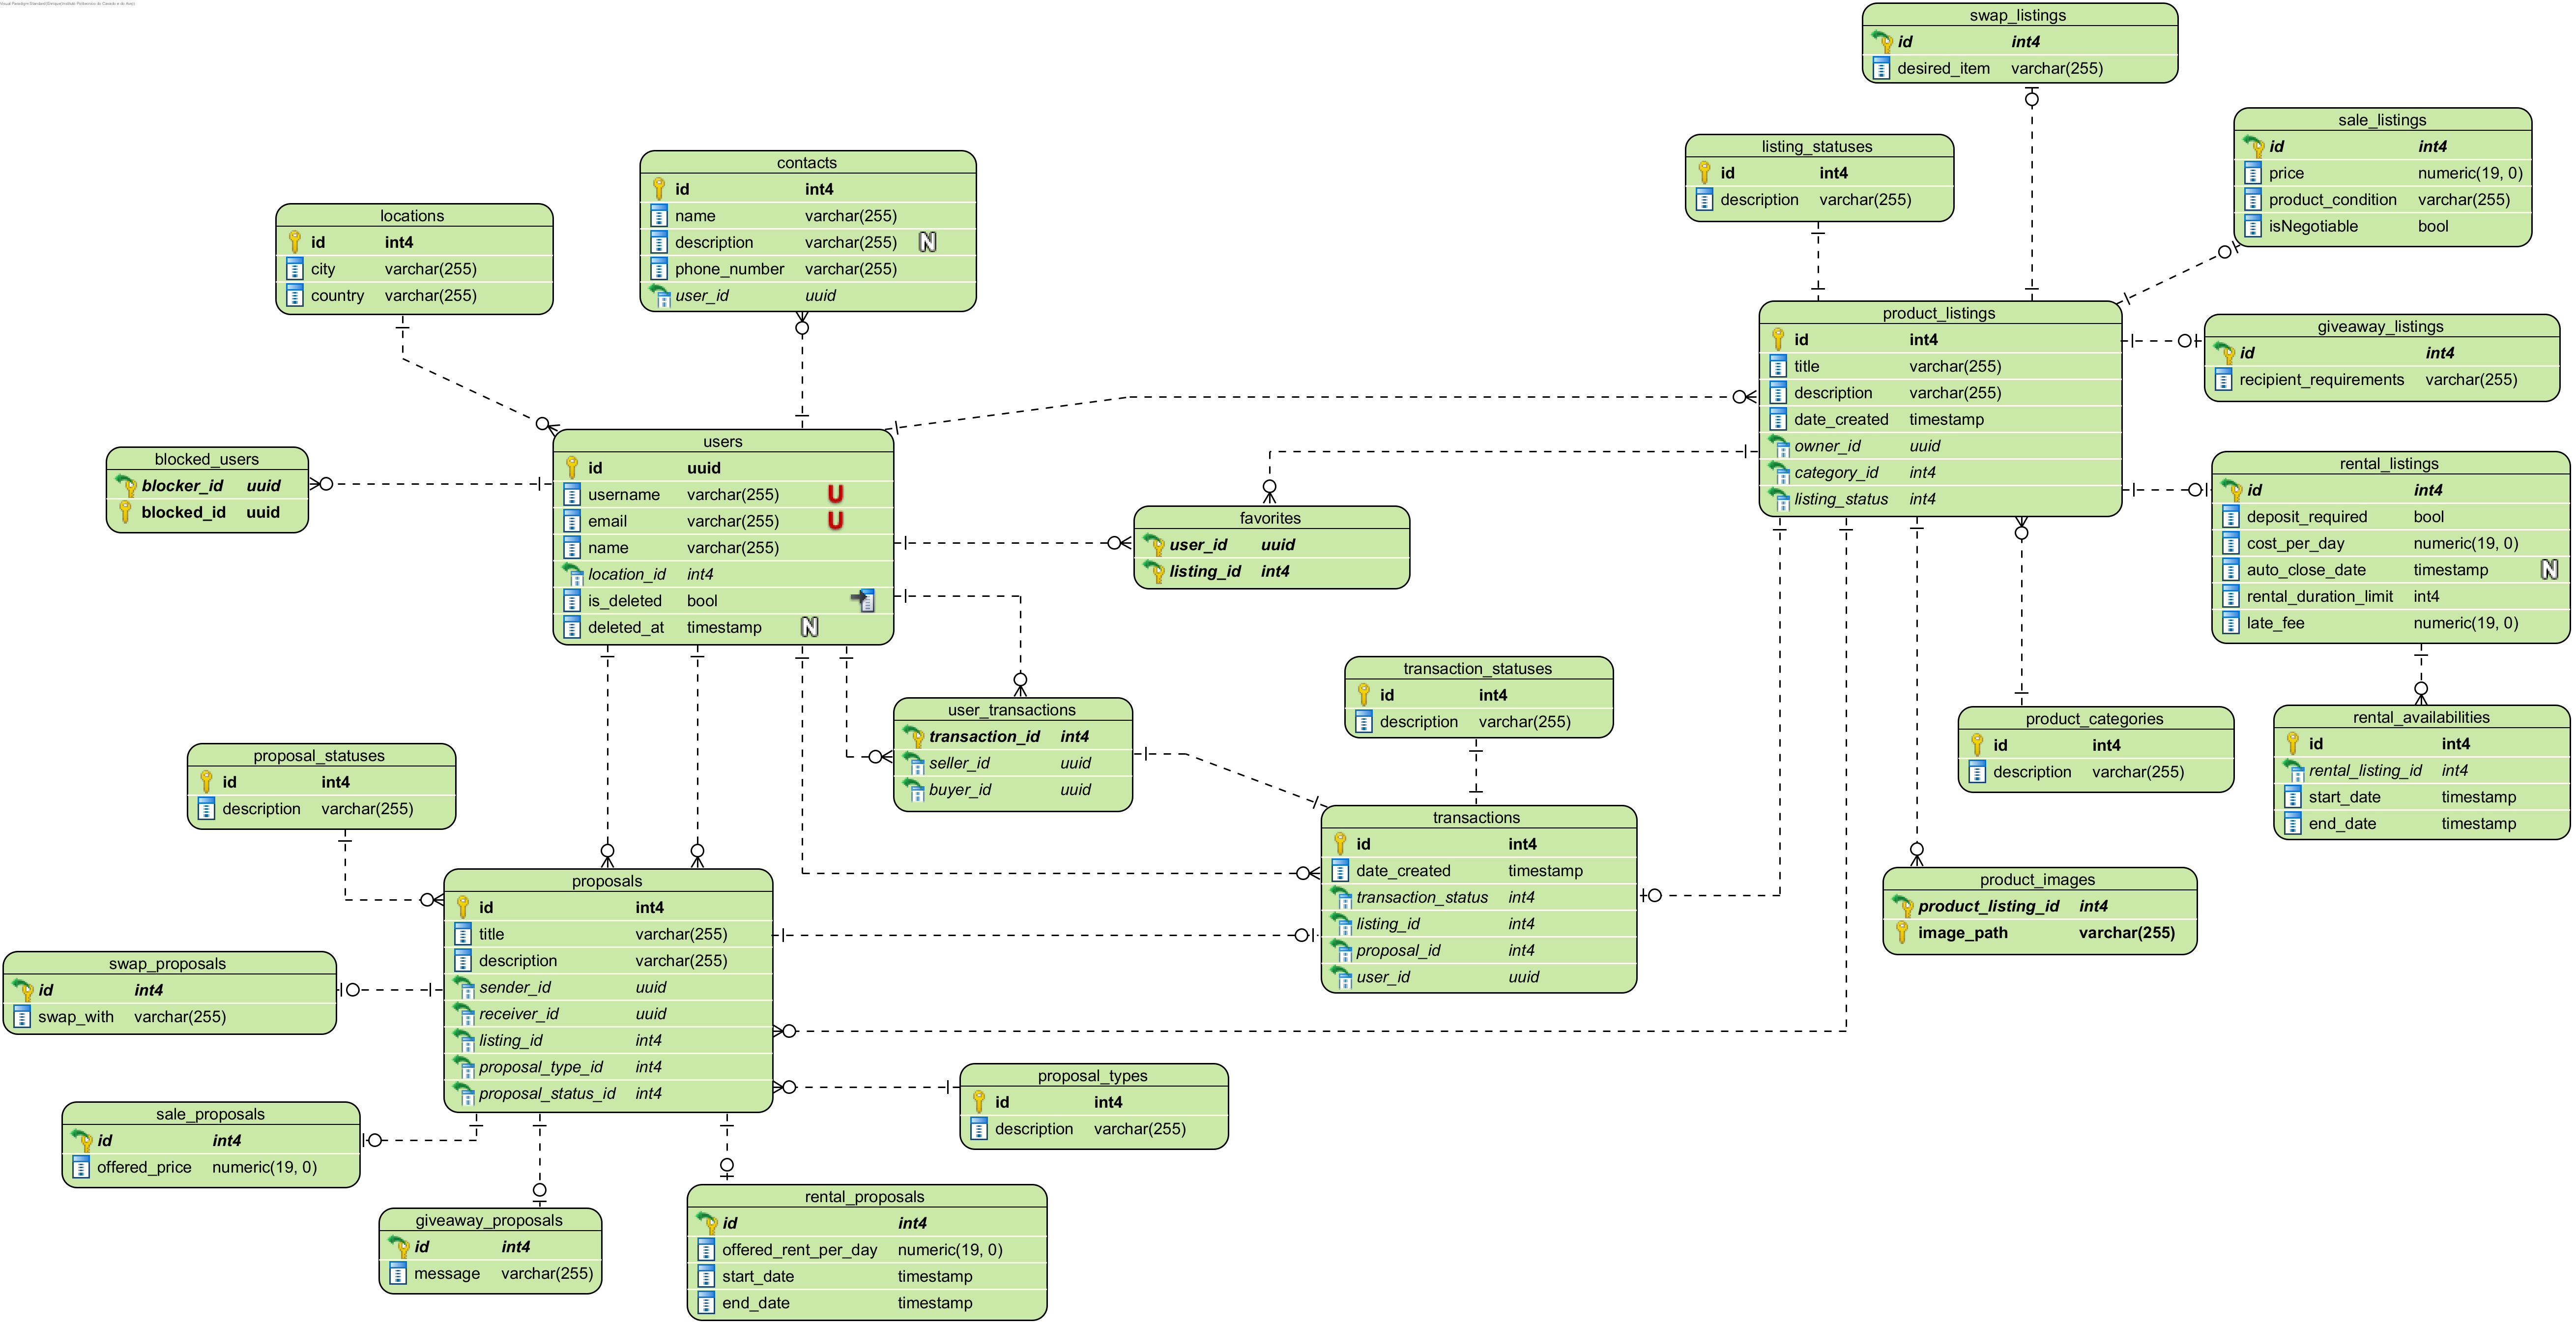 Visual Paradigm Standard(Enrique(Instituto Politécnico do Cávado e do Ave))
swap_listings
id int4
desired_item varchar(255)
sale_listings
id int4
price numeric(19, 0)
product_condition varchar(255)
isNegotiable bool
listing_statuses
id int4
description varchar(255)
contacts
id int4
name varchar(255)
description varchar(255) N
phone_number varchar(255)
user_id uuid
locations
id int4
city varchar(255)
country varchar(255)
product_listings
id int4
title varchar(255)
description varchar(255)
date_created timestamp
owner_id uuid
category_id int4
listing_status int4
giveaway_listings
id int4
recipient_requirements varchar(255)
users
id uuid
username varchar(255) U
email varchar(255) U
name varchar(255)
location_id int4
is_deleted bool
deleted_at timestamp N
blocked_users
blocker_id uuid
blocked_id uuid
rental_listings
id int4
deposit_required bool
cost_per_day numeric(19, 0)
auto_close_date timestamp N
rental_duration_limit int4
late_fee numeric(19, 0)
favorites
user_id uuid
listing_id int4
transaction_statuses
id int4
description varchar(255)
user_transactions
transaction_id int4
seller_id uuid
buyer_id uuid
product_categories
id int4
description varchar(255)
rental_availabilities
id int4
rental_listing_id int4
start_date timestamp
end_date timestamp
proposal_statuses
id int4
description varchar(255)
transactions
id int4
date_created timestamp
transaction_status int4
listing_id int4
proposal_id int4
user_id uuid
product_images
product_listing_id int4
image_path varchar(255)
proposals
id int4
title varchar(255)
description varchar(255)
sender_id uuid
receiver_id uuid
listing_id int4
proposal_type_id int4
proposal_status_id int4
swap_proposals
id int4
swap_with varchar(255)
proposal_types
id int4
description varchar(255)
sale_proposals
id int4
offered_price numeric(19, 0)
rental_proposals
id int4
offered_rent_per_day numeric(19, 0)
start_date timestamp
end_date timestamp
giveaway_proposals
id int4
message varchar(255)